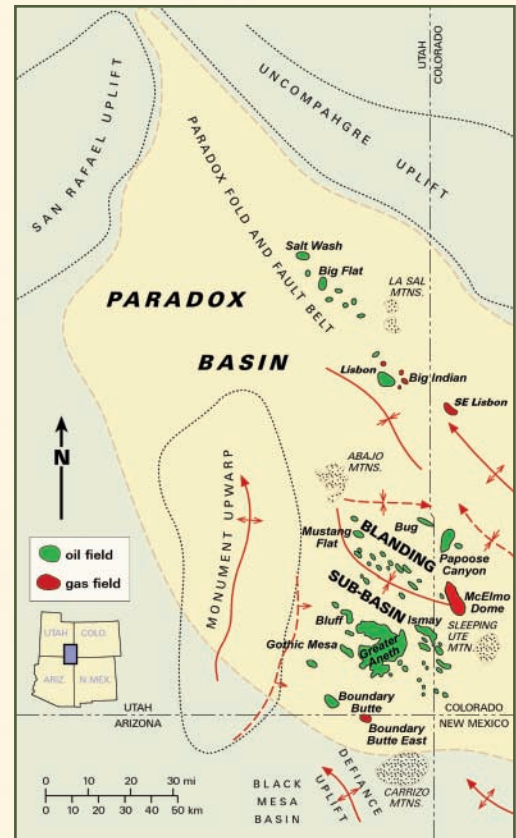 UTAH
COLORADO
SAN RAFAEL UPLIFT
UNCOMPAHGRE
UPLIFT
PARADOX FOLD AND FAULT BELT
Salt Wash
Big Flat
LA SAL
MTNS.
PARADOX
BASIN
Lisbon
Big Indian
SE Lisbon
N
ABAJO
MTNS.
MONUMENT UPWARP
Mustang
Flat
BLANDING
SUB-BASIN
Bug
Papoose
Canyon
McElmo
Dome
oil field
gas field
Bluff
Ismay
SLEEPING
UTE
MTN.
Gothic Mesa
Greater
Aneth
UTAH
COLO.
ARIZ.
N.MEX.
Boundary
Butte
UTAH
ARIZONA
COLORADO
NEW MEXICO
Boundary
Butte East
0 10 20 30 mi
0 10 20 30 40 50 km
BLACK
MESA
BASIN
DEFIANCE
UPLIFT
CARRIZO
MTNS.